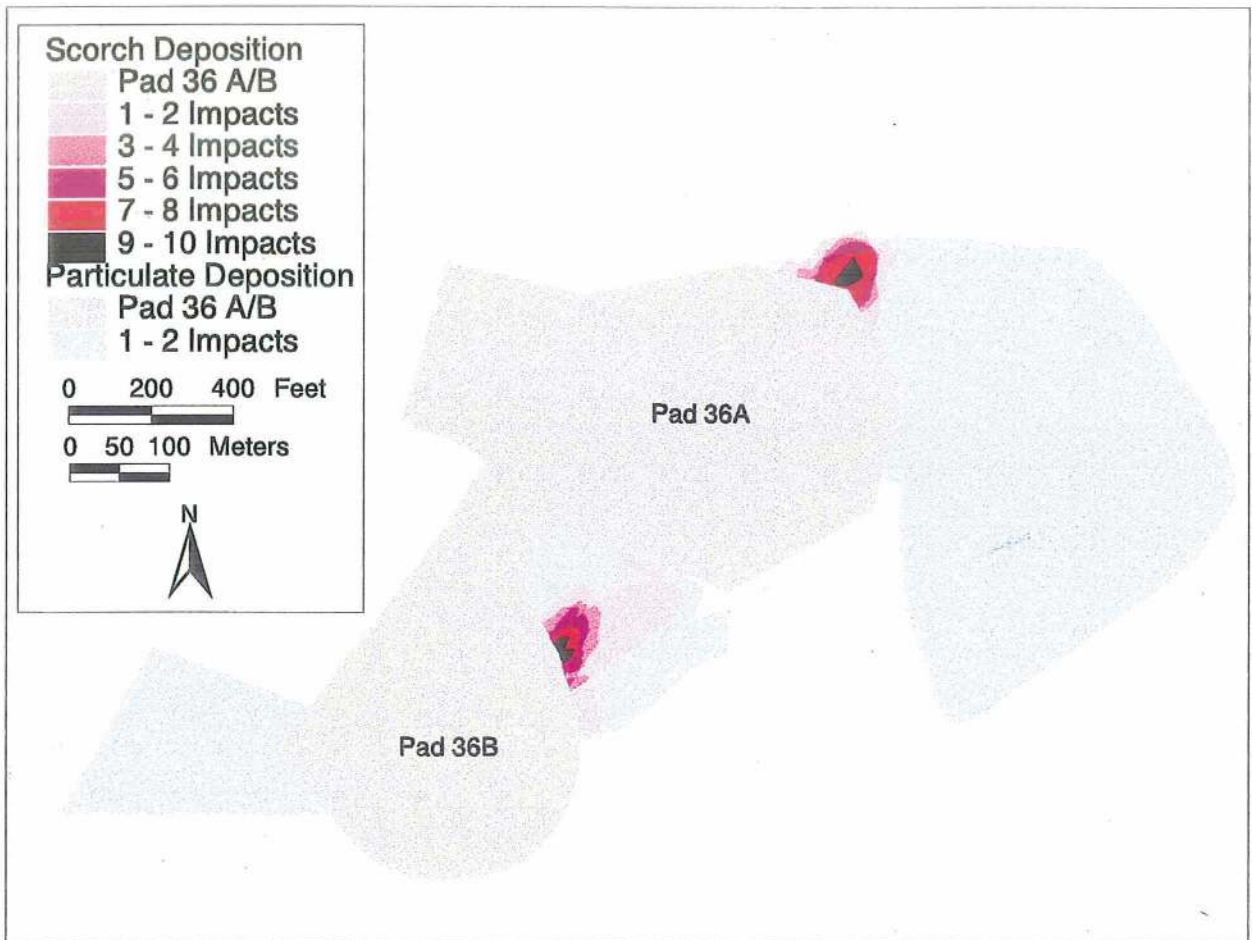 Scorch Deposition
Pad 36 A/B
1 - 2 Impacts
3 - 4 Impacts
5 - 6 Impacts
7 - 8 Impacts
9 - 10 Impacts
Particulate Deposition
Pad 36 A/B
1 - 2 Impacts
0 200 400 Feet
0 50 100 Meters
N
Pad 36A
Pad 36B